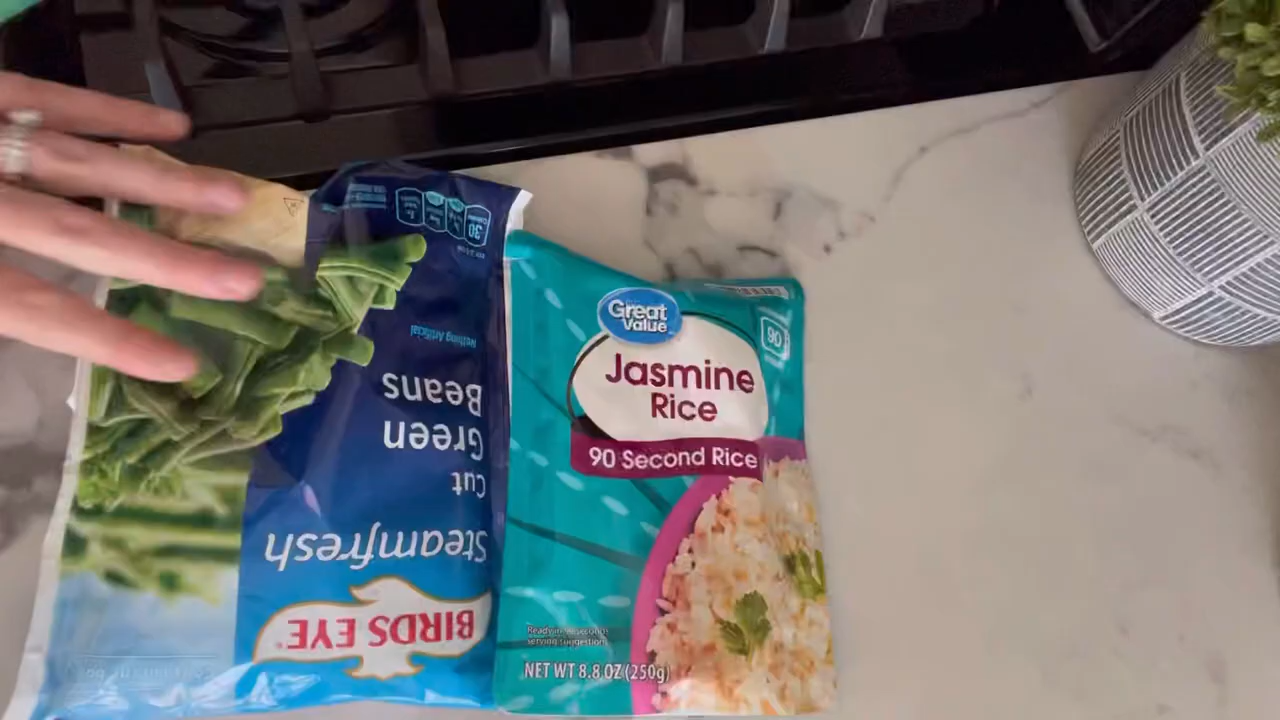 BIRDS EYE
Steamfresh
Cut
Green
Beans
Nothing Artificial
30
Great
Value
90
Jasmine
Rice
90 Second Rice
NET WT 8.8 OZ (250g)